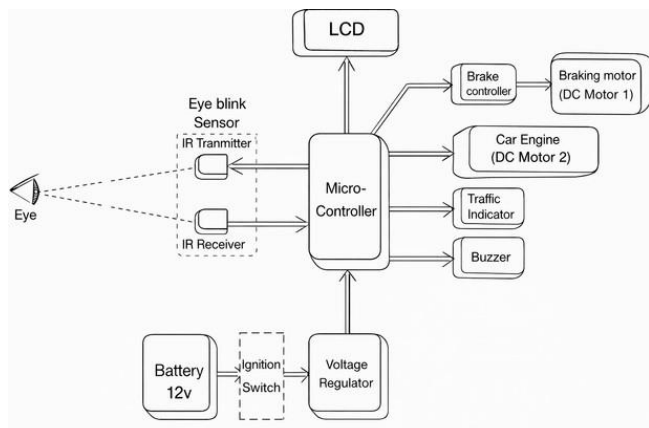 LCD
Brake
controller
Braking motor
(DC Motor 1)
Eye blink
Sensor
IR Tranmitter
Car Engine
(DC Motor 2)
Micro-
Controller
Eye
Traffic
Indicator
IR Receiver
Buzzer
Battery
12v
Ignition
Switch
Voltage
Regulator